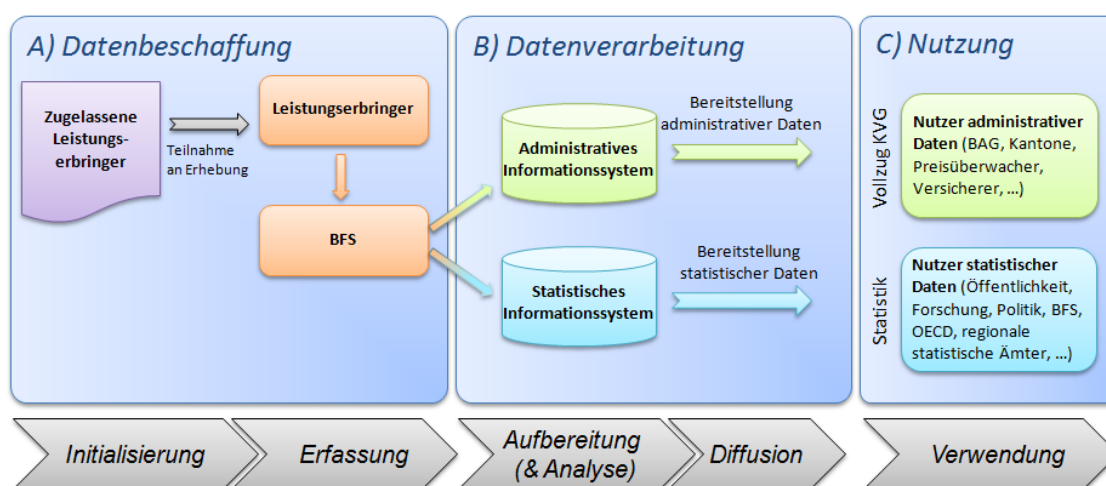 A) Datenbeschaffung
Zugelassene
Leistungs-
erbringer
Teilnahme
an Erhebung
Leistungserbringer
BFS
B) Datenverarbeitung
Administratives
Informationssystem
Bereitstellung
administrativer Daten
Statistisches
Informationssystem
Bereitstellung
statistischer Daten
C) Nutzung
Vollzug KVG
Nutzer administrativer
Daten (BAG, Kantone,
Preisüberwacher,
Versicherer, ...)
Statistik
Nutzer statistischer
Daten (Öffentlichkeit,
Forschung, Politik, BFS,
OECD, regionale
statistische Ämter, ...)
Initialisierung
Erfassung
Aufbereitung
(& Analyse)
Diffusion
Verwendung